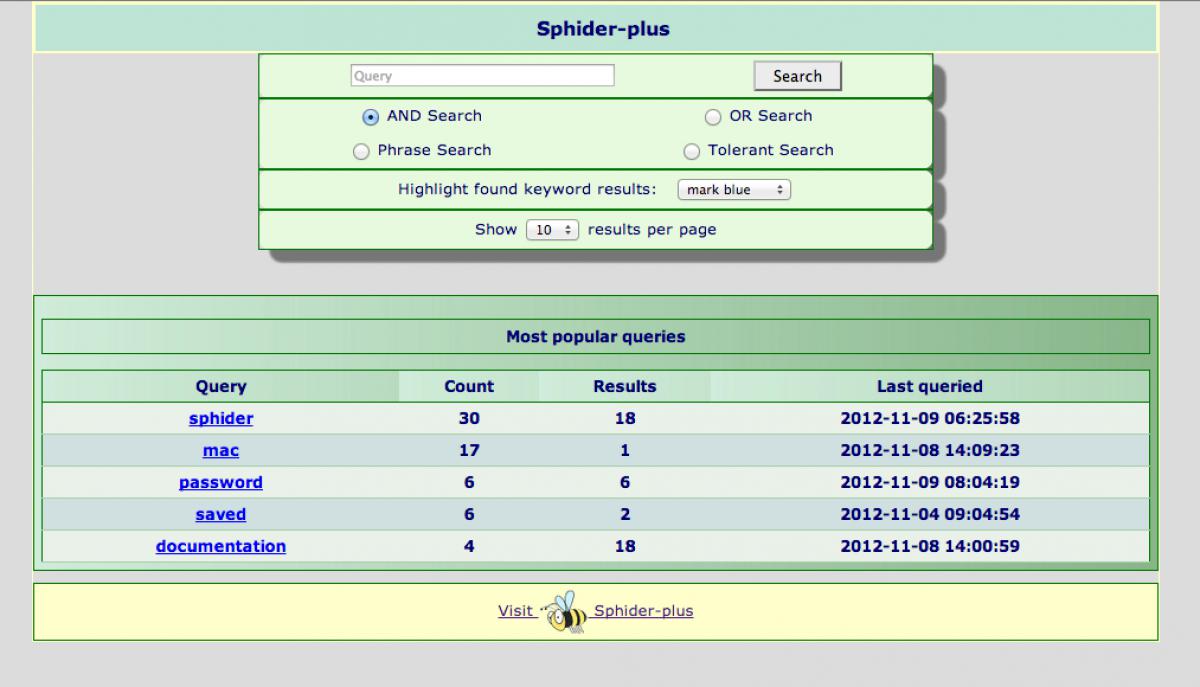 Sphider-plus
Query Search
AND Search OR Search
Phrase Search Tolerant Search
Highlight found keyword results: mark blue
Show 10 results per page
Most popular queries
Query Count Results Last queried
sphider 30 18 2012-11-09 06:25:58
mac 17 1 2012-11-08 14:09:23
password 6 6 2012-11-09 08:04:19
saved 6 2 2012-11-04 09:04:54
documentation 4 18 2012-11-08 14:00:59
Visit Sphider-plus